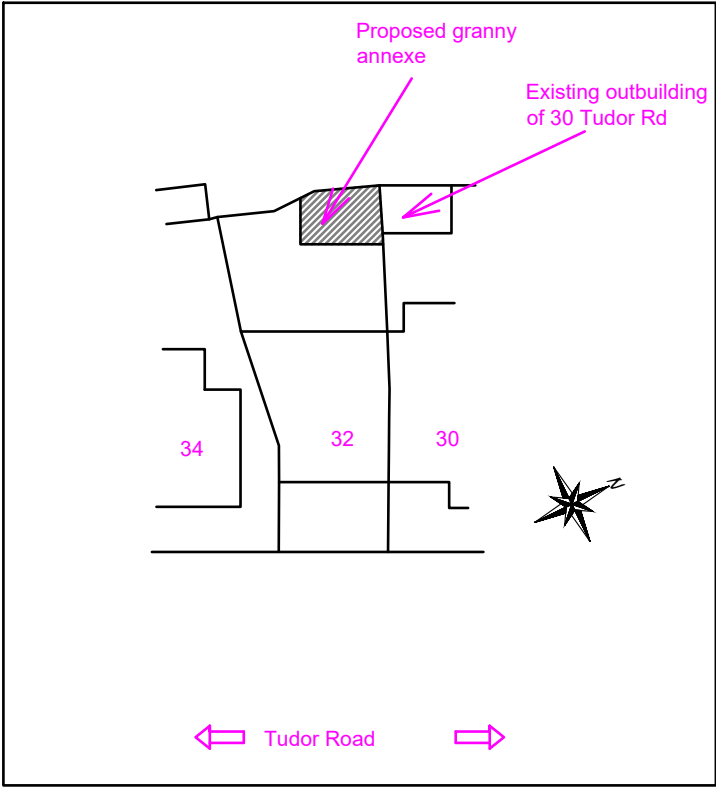 Proposed granny
annexe
Existing outbuilding
of 30 Tudor Rd
34
32
30
N
Tudor Road